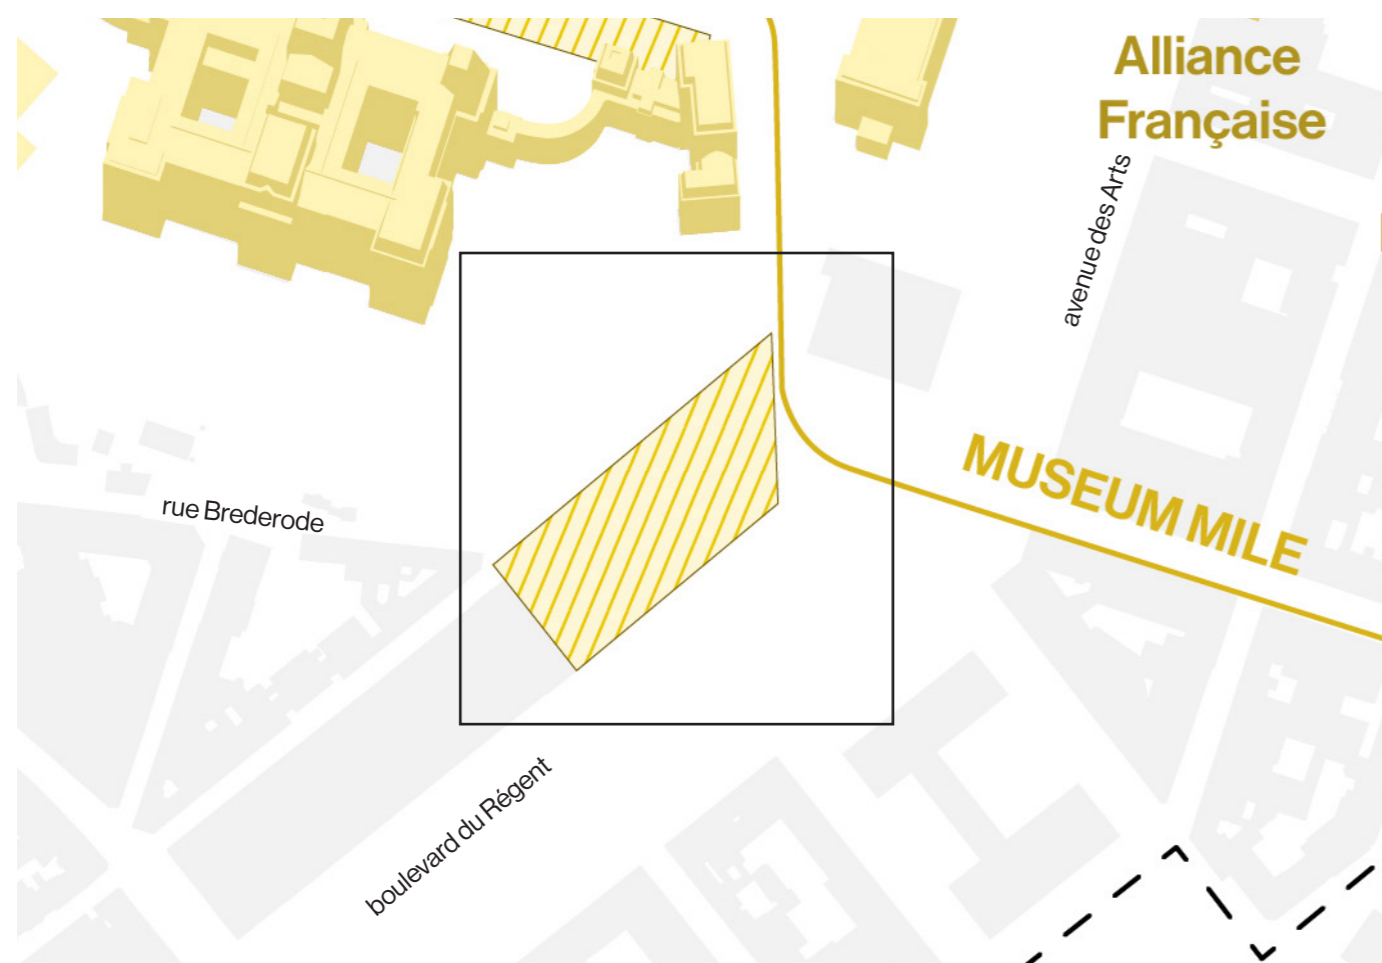 Alliance
Française
avenue des Arts
MUSEUM MILE
rue Brederode
boulevard du Régent